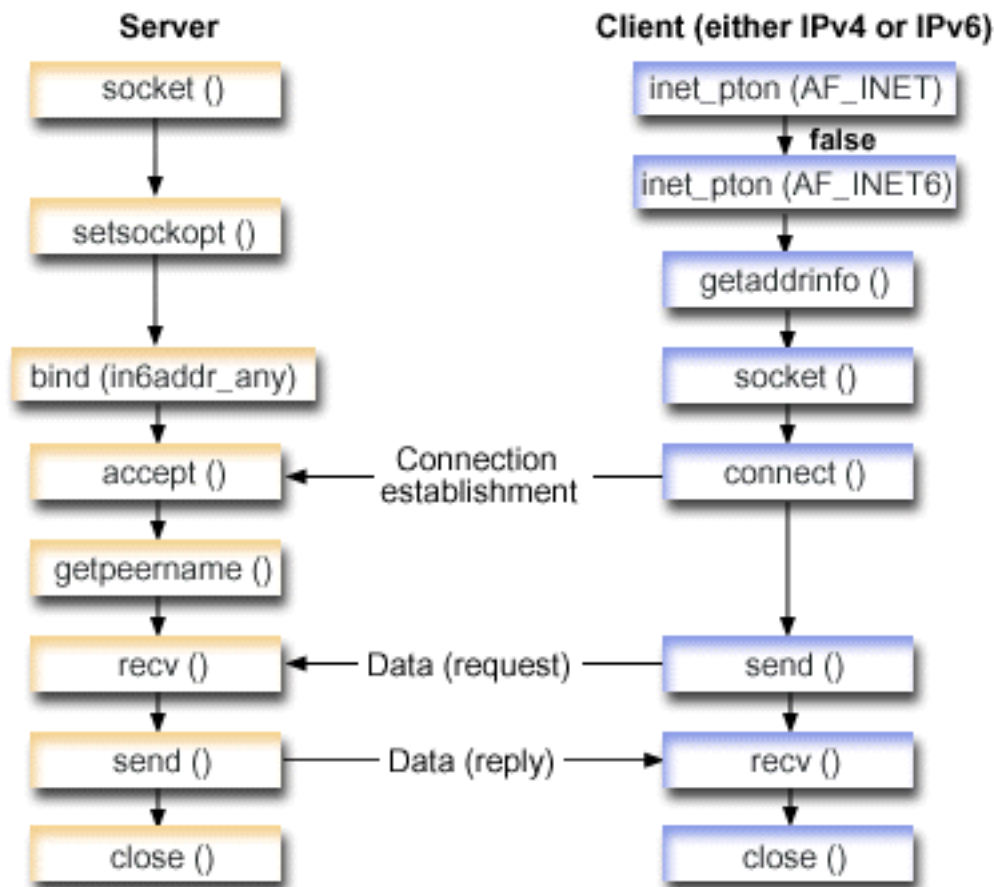 Server
socket ()
setsockopt ()
bind (in6addr_any)
accept ()
getpeername ()
recv ()
send ()
close ()
Connection
establishment
Data (request)
Data (reply)
Client (either IPv4 or IPv6)
inet_pton (AF_INET)
false
inet_pton (AF_INET6)
getaddrinfo ()
socket ()
connect ()
send ()
recv ()
close ()